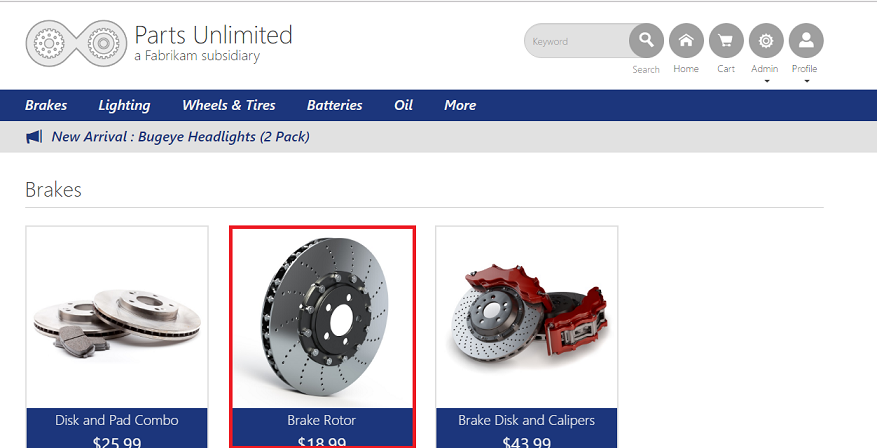 Parts Unlimited
a Fabrikam subsidiary
Keyword
Search Home Cart Admin Profile
Brakes Lighting Wheels & Tires Batteries Oil More
New Arrival : Bugeye Headlights (2 Pack)
Brakes
Disk and Pad Combo Brake Rotor Brake Disk and Calipers
$25.99 $18.99 $43.99